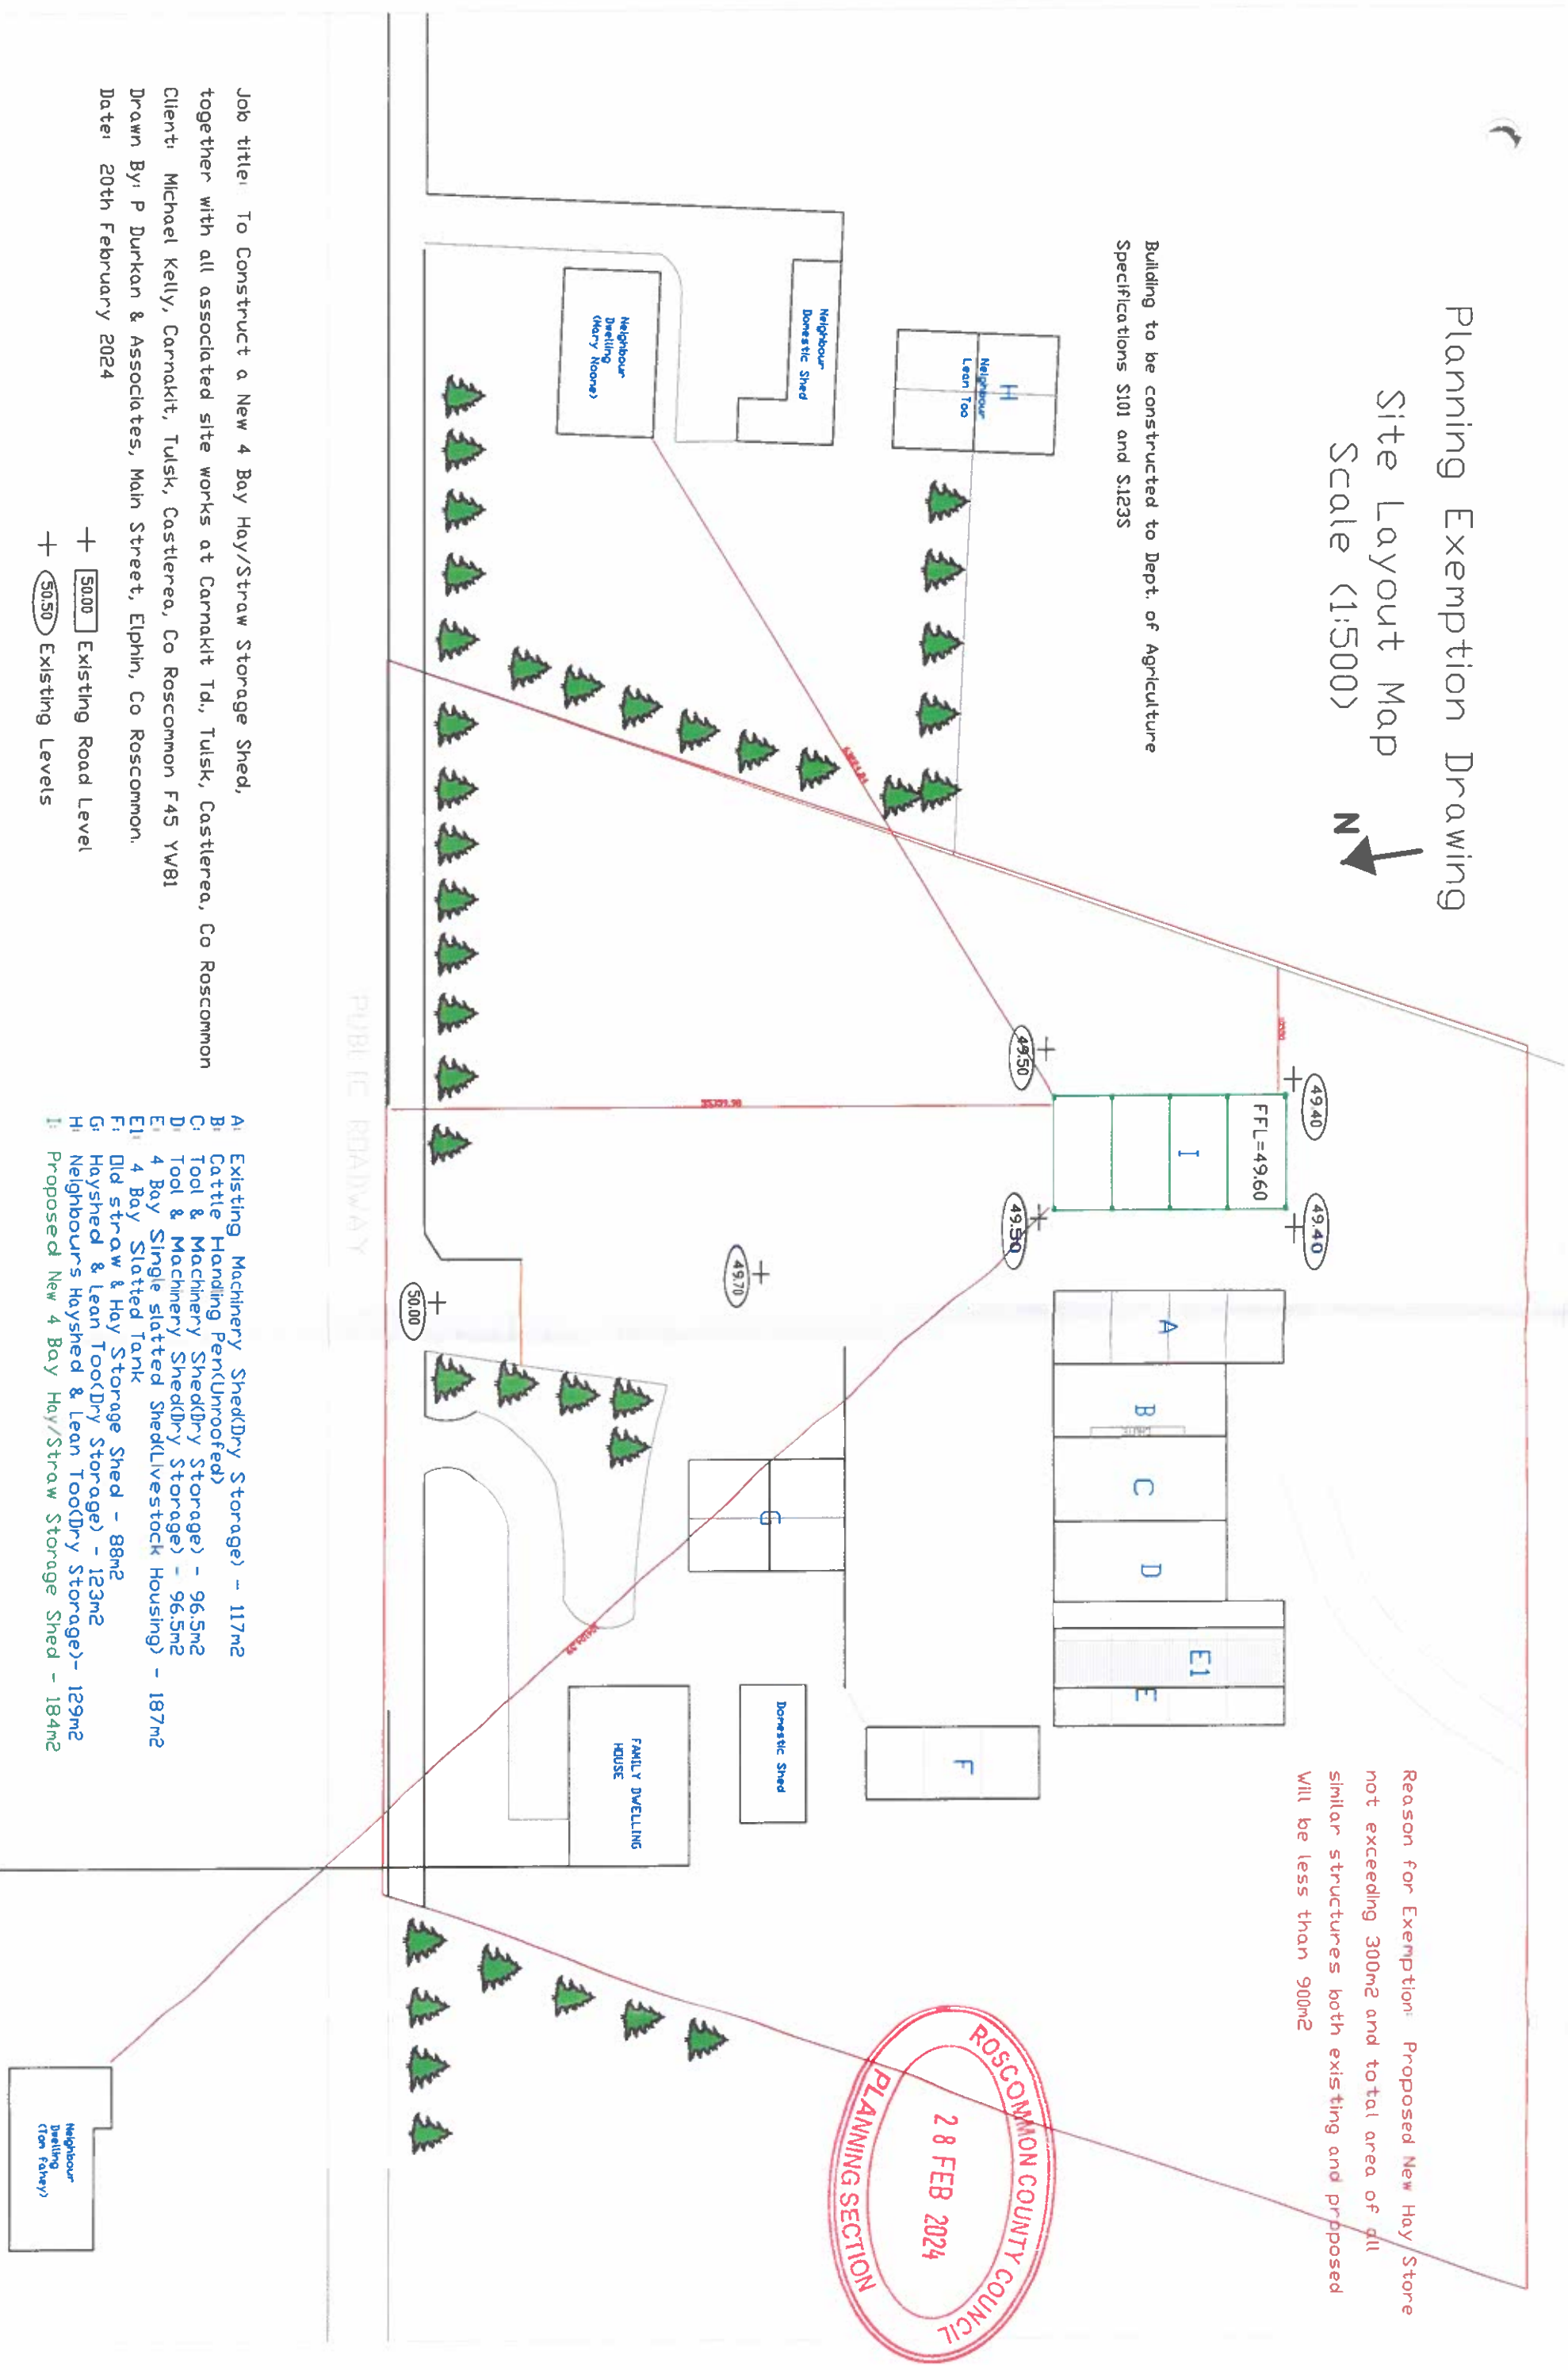 Planning Exemption Drawing
Site Layout Map
Scale (1:500)
N
Building to be constructed to Dept. of Agriculture
Specifications S101 and S.123S
Reason for Exemption: Proposed New Hay Store
not exceeding 300m2 and total area of all
similar structures both existing and proposed
will be less than 900m2
49.40
49.40
FFL=49.60
I
49.50
49.50
A
B
C
D
E1
E
F
H
Neighbour
Lean Too
Neighbour
Domestic Shed
Neighbour
Dwelling
(Mary Noone)
49.70
G
Domestic Shed
FAMILY DWELLING
HOUSE
50.00
PUBLIC ROADWAY
ROSCOMMON COUNTY COUNCIL
28 FEB 2024
PLANNING SECTION
Neighbour
Dwelling
(Tom Fahey)
Job title: To Construct a New 4 Bay Hay/Straw Storage Shed,
together with all associated site works at Carnakit Td., Tulsk, Castlerea, Co Roscommon
Client: Michael Kelly, Carnakit, Tulsk, Castlerea, Co Roscommon F45 YW81
Drawn By: P Durkan & Associates, Main Street, Elphin, Co Roscommon.
Date: 20th February 2024
50.00 Existing Road Level
50.50 Existing Levels
A: Existing Machinery Shed(Dry Storage) - 117m2
B: Cattle Handling Pen(Unroofed)
C: Tool & Machinery Shed(Dry Storage) - 96.5m2
D: Tool & Machinery Shed(Dry Storage) - 96.5m2
E: 4 Bay Single slatted Shed(Livestock Housing) - 187m2
E1: 4 Bay Slatted Tank
F: Old straw & Hay Storage Shed - 88m2
G: Hayshed & Lean Too(Dry Storage) - 123m2
H: Neighbours Hayshed & Lean Too(Dry Storage)- 129m2
I: Proposed New 4 Bay Hay/Straw Storage Shed - 184m2